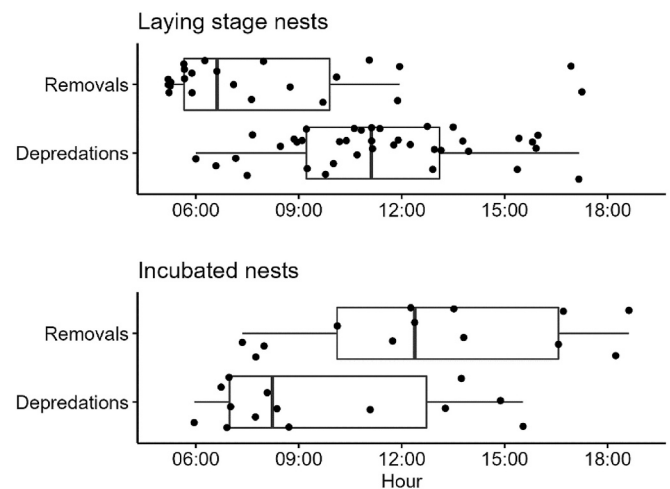 Laying stage nests
Removals
Depredations
06:00 09:00 12:00 15:00 18:00
Incubated nests
Removals
Depredations
06:00 09:00 12:00 15:00 18:00
Hour